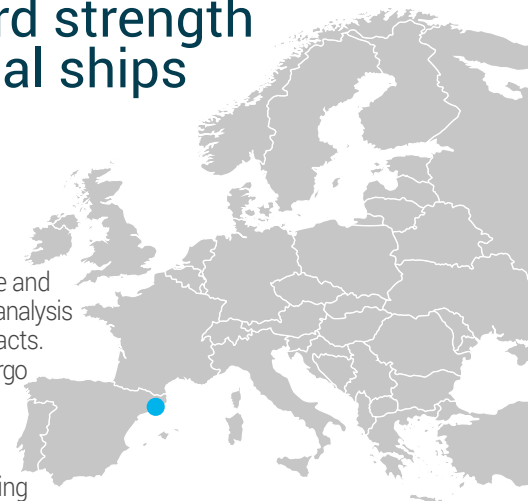 rd strength
al ships
e and
analysis
acts.
rgo
ing